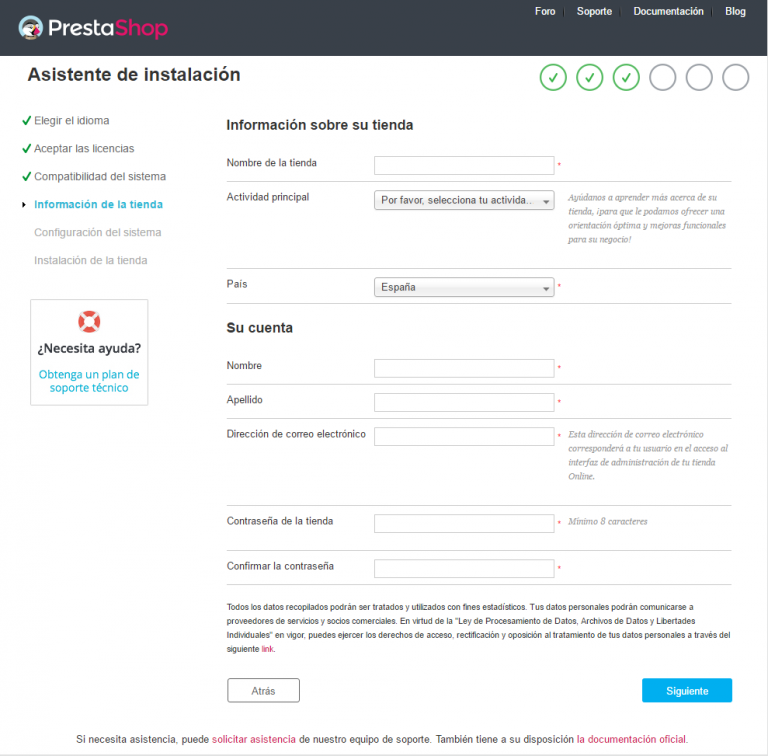 Foro
Soporte
Documentación
Blog
PrestaShop
Asistente de instalación
Elegir el idioma
Aceptar las licencias
Compatibilidad del sistema
Información de la tienda
Configuración del sistema
Instalación de la tienda
¿Necesita ayuda?
Obtenga un plan de
soporte técnico
Información sobre su tienda
Nombre de la tienda *
Actividad principal
Por favor, selecciona tu activida..
Ayúdanos a aprender más acerca de su
tienda, ¡para que le podamos ofrecer una
orientación óptima y mejoras funcionales
para su negocio!
País
España *
Su cuenta
Nombre *
Apellido *
Dirección de correo electrónico *
Esta dirección de correo electrónico
corresponderá a tu usuario en el acceso al
interfaz de administración de tu tienda
Online.
Contraseña de la tienda *
Mínimo 8 caracteres
Confirmar la contraseña *
Todos los datos recopilados podrán ser tratados y utilizados con fines estadísticos. Tus datos personales podrán comunicarse a
proveedores de servicios y socios comerciales. En virtud de la "Ley de Procesamiento de Datos, Archivos de Datos y Libertades
Individuales" en vigor, puedes ejercer los derechos de acceso, rectificación y oposición al tratamiento de tus datos personales a través del
siguiente link.
Atrás
Siguiente
Si necesita asistencia, puede solicitar asistencia de nuestro equipo de soporte. También tiene a su disposición la documentación oficial.